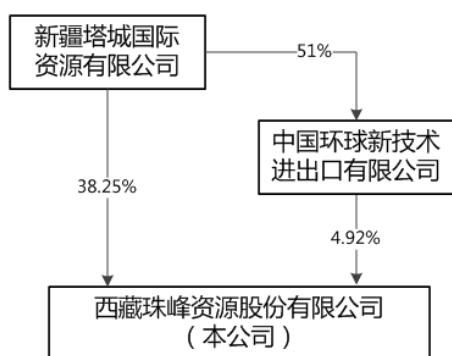 新疆塔城国际
资源有限公司
51%
中国环球新技术
进出口有限公司
38.25%
4.92%
西藏珠峰资源股份有限公司
（本公司）